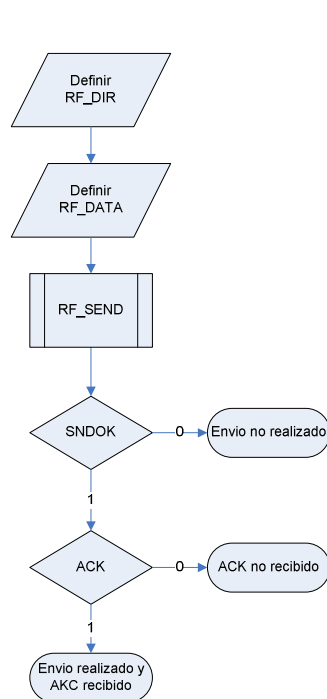 Definir
RF_DIR
Definir
RF_DATA
RF_SEND
SNDOK
0
Envio no realizado
1
ACK
0
ACK no recibido
1
Envio realizado y
AKC recibido